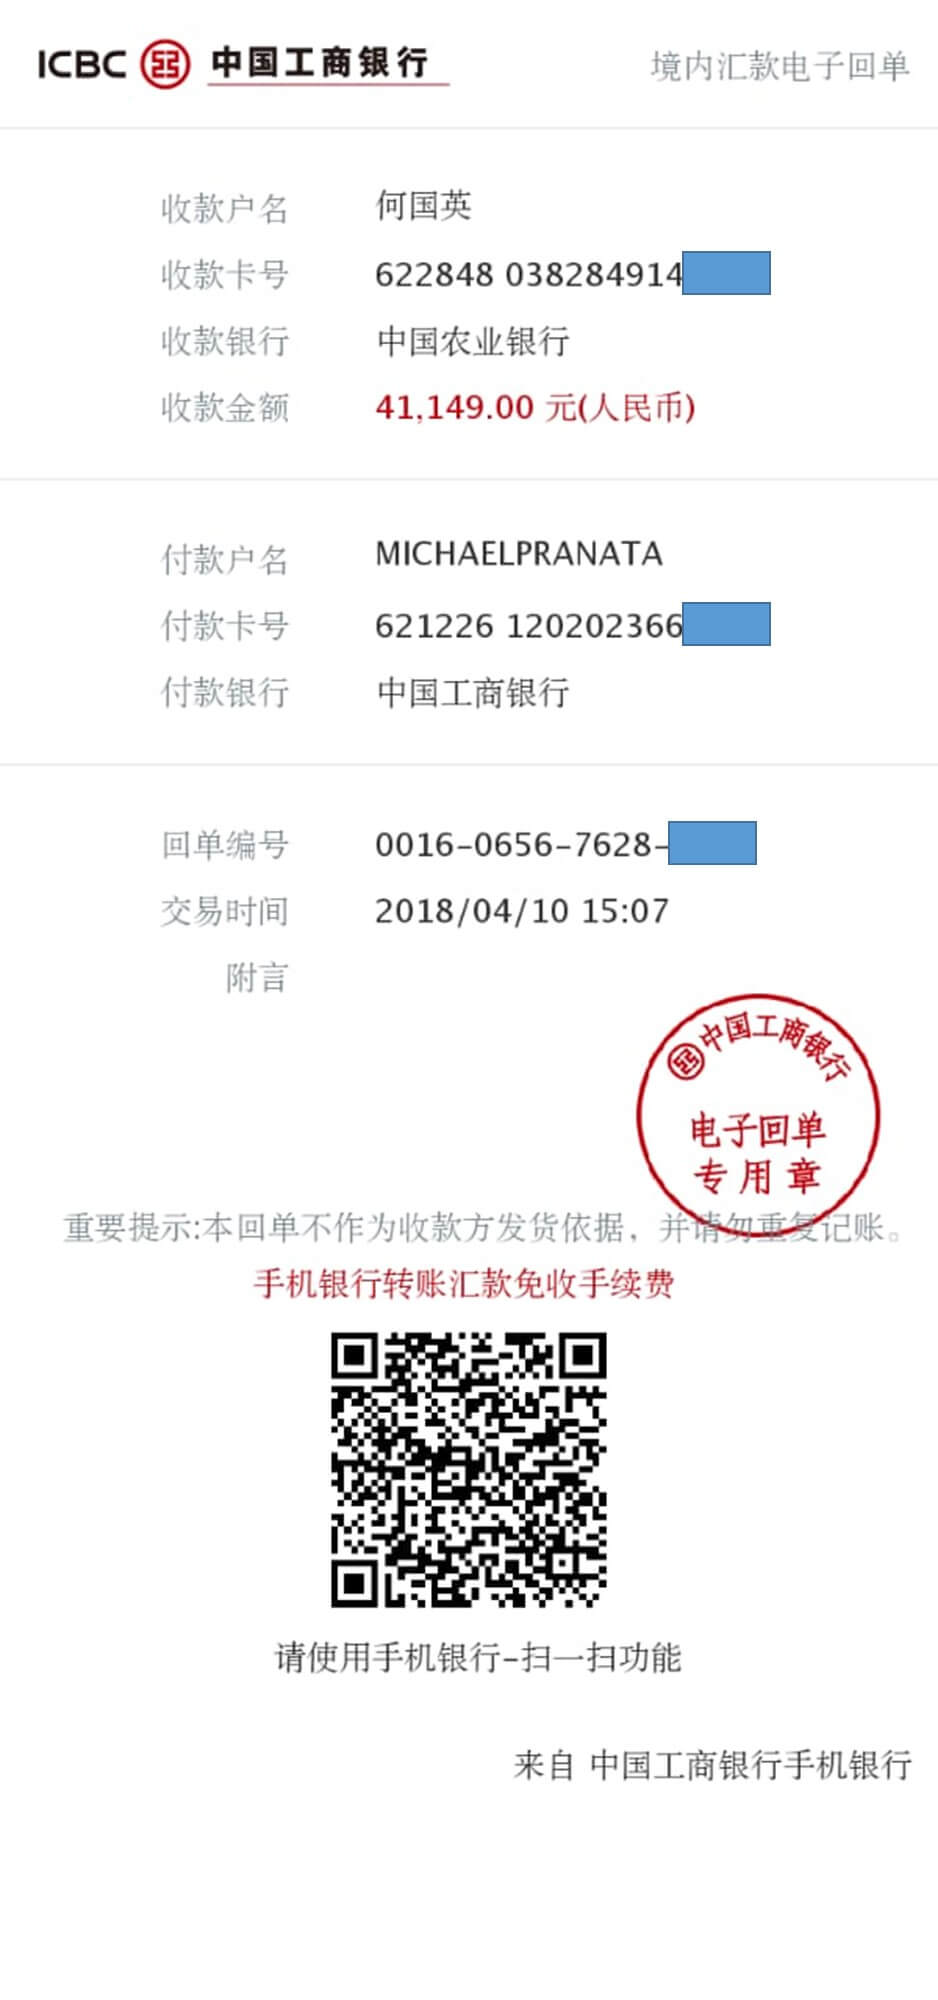 ICBC 中国工商银行 境内汇款电子回单
收款户名 何国英
收款卡号 622848 038284914
收款银行 中国农业银行
收款金额 41,149.00 元(人民币)
付款户名 MICHAELPRANATA
付款卡号 621226 120202366
付款银行 中国工商银行
回单编号 0016-0656-7628-
交易时间 2018/04/10 15:07
附言
中国工商银行
电子回单
专用章
重要提示:本回单不作为收款方发货依据，并请勿重复记账。
手机银行转账汇款免收手续费
请使用手机银行-扫一扫功能
来自 中国工商银行手机银行